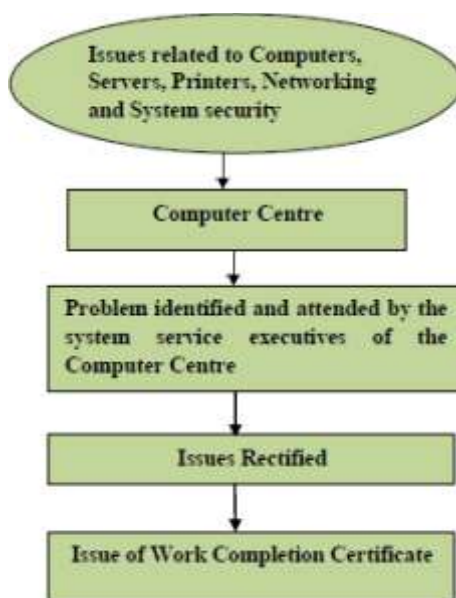 Issues related to Computers,
Servers, Printers, Networking
and System security
Computer Centre
Problem identified and attended by the
system service executives of the
Computer Centre
Issues Rectified
Issue of Work Completion Certificate